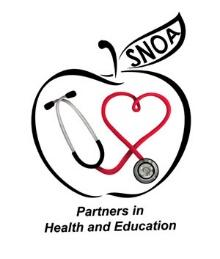 SNOA
Partners in
Health and Education